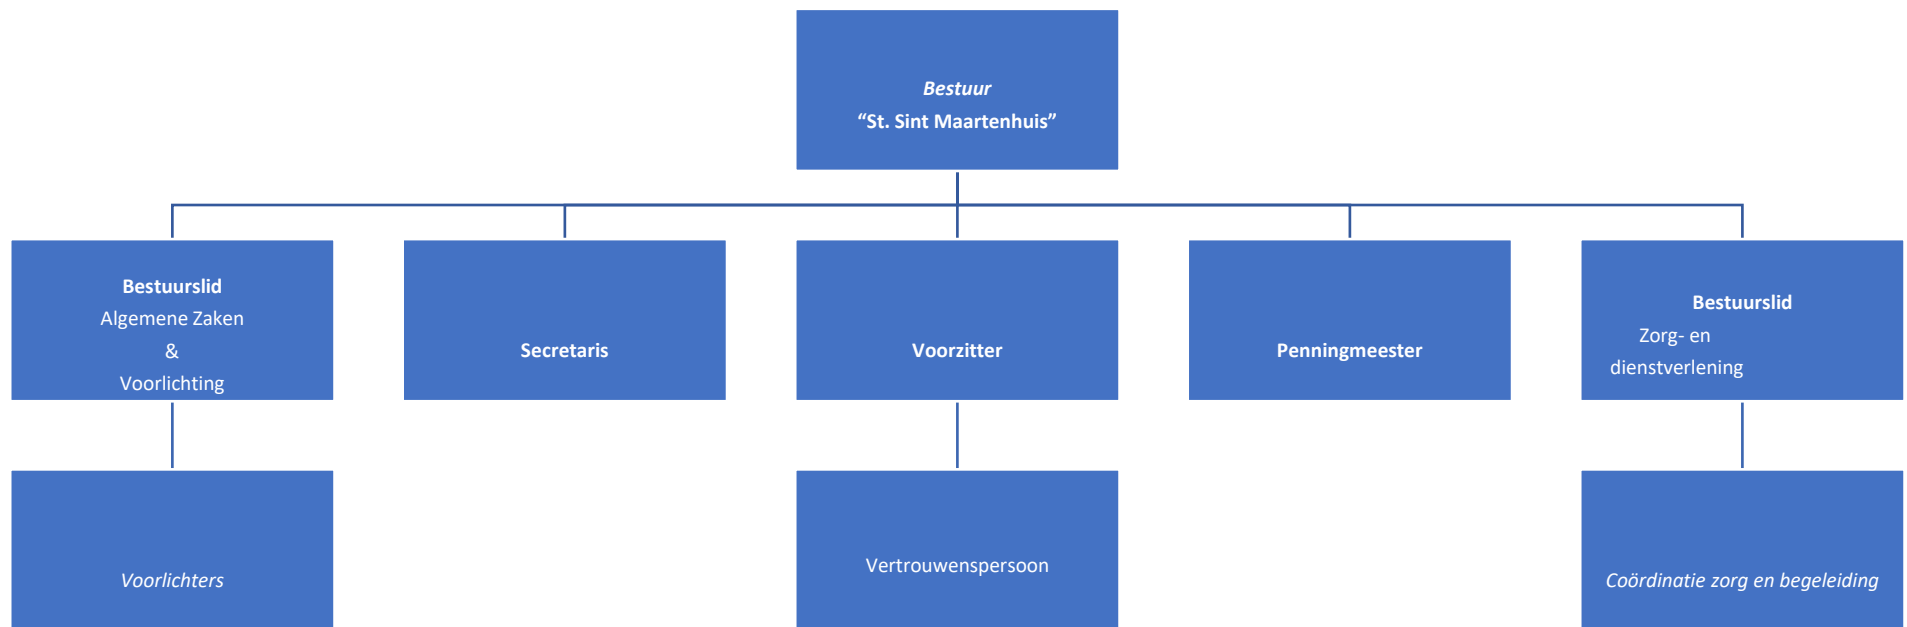 Bestuur
“St. Sint Maartenhuis”
Bestuurslid
Algemene Zaken
&
Voorlichting
Secretaris
Voorzitter
Penningmeester
Bestuurslid
Zorg- en
dienstverlening
Voorlichters
Vertrouwenspersoon
Coördinatie zorg en begeleiding